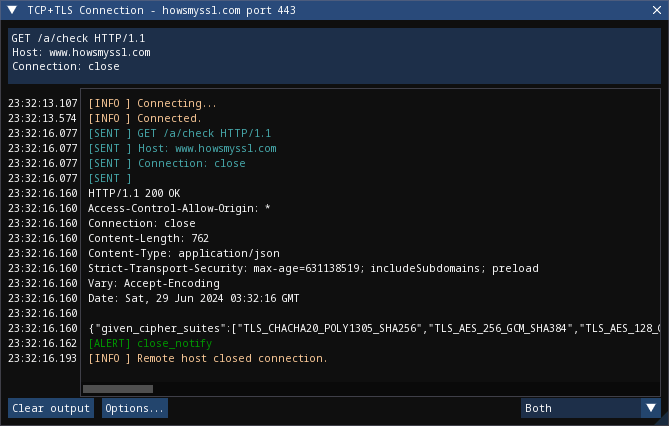 ▼ TCP+TLS Connection - howsmyssl.com port 443 ×
GET /a/check HTTP/1.1
Host: www.howsmyssl.com
Connection: close
23:32:13.107 [INFO ] Connecting...
23:32:13.574 [INFO ] Connected.
23:32:16.077 [SENT ] GET /a/check HTTP/1.1
23:32:16.077 [SENT ] Host: www.howsmyssl.com
23:32:16.077 [SENT ] Connection: close
23:32:16.077 [SENT ]
23:32:16.160 HTTP/1.1 200 OK
23:32:16.160 Access-Control-Allow-Origin: *
23:32:16.160 Connection: close
23:32:16.160 Content-Length: 762
23:32:16.160 Content-Type: application/json
23:32:16.160 Strict-Transport-Security: max-age=631138519; includeSubdomains; preload
23:32:16.160 Vary: Accept-Encoding
23:32:16.160 Date: Sat, 29 Jun 2024 03:32:16 GMT
23:32:16.160
23:32:16.160 {"given_cipher_suites":["TLS_CHACHA20_POLY1305_SHA256","TLS_AES_256_GCM_SHA384","TLS_AES_128_
23:32:16.162 [ALERT] close_notify
23:32:16.193 [INFO ] Remote host closed connection.
Clear output Options... Both ▼